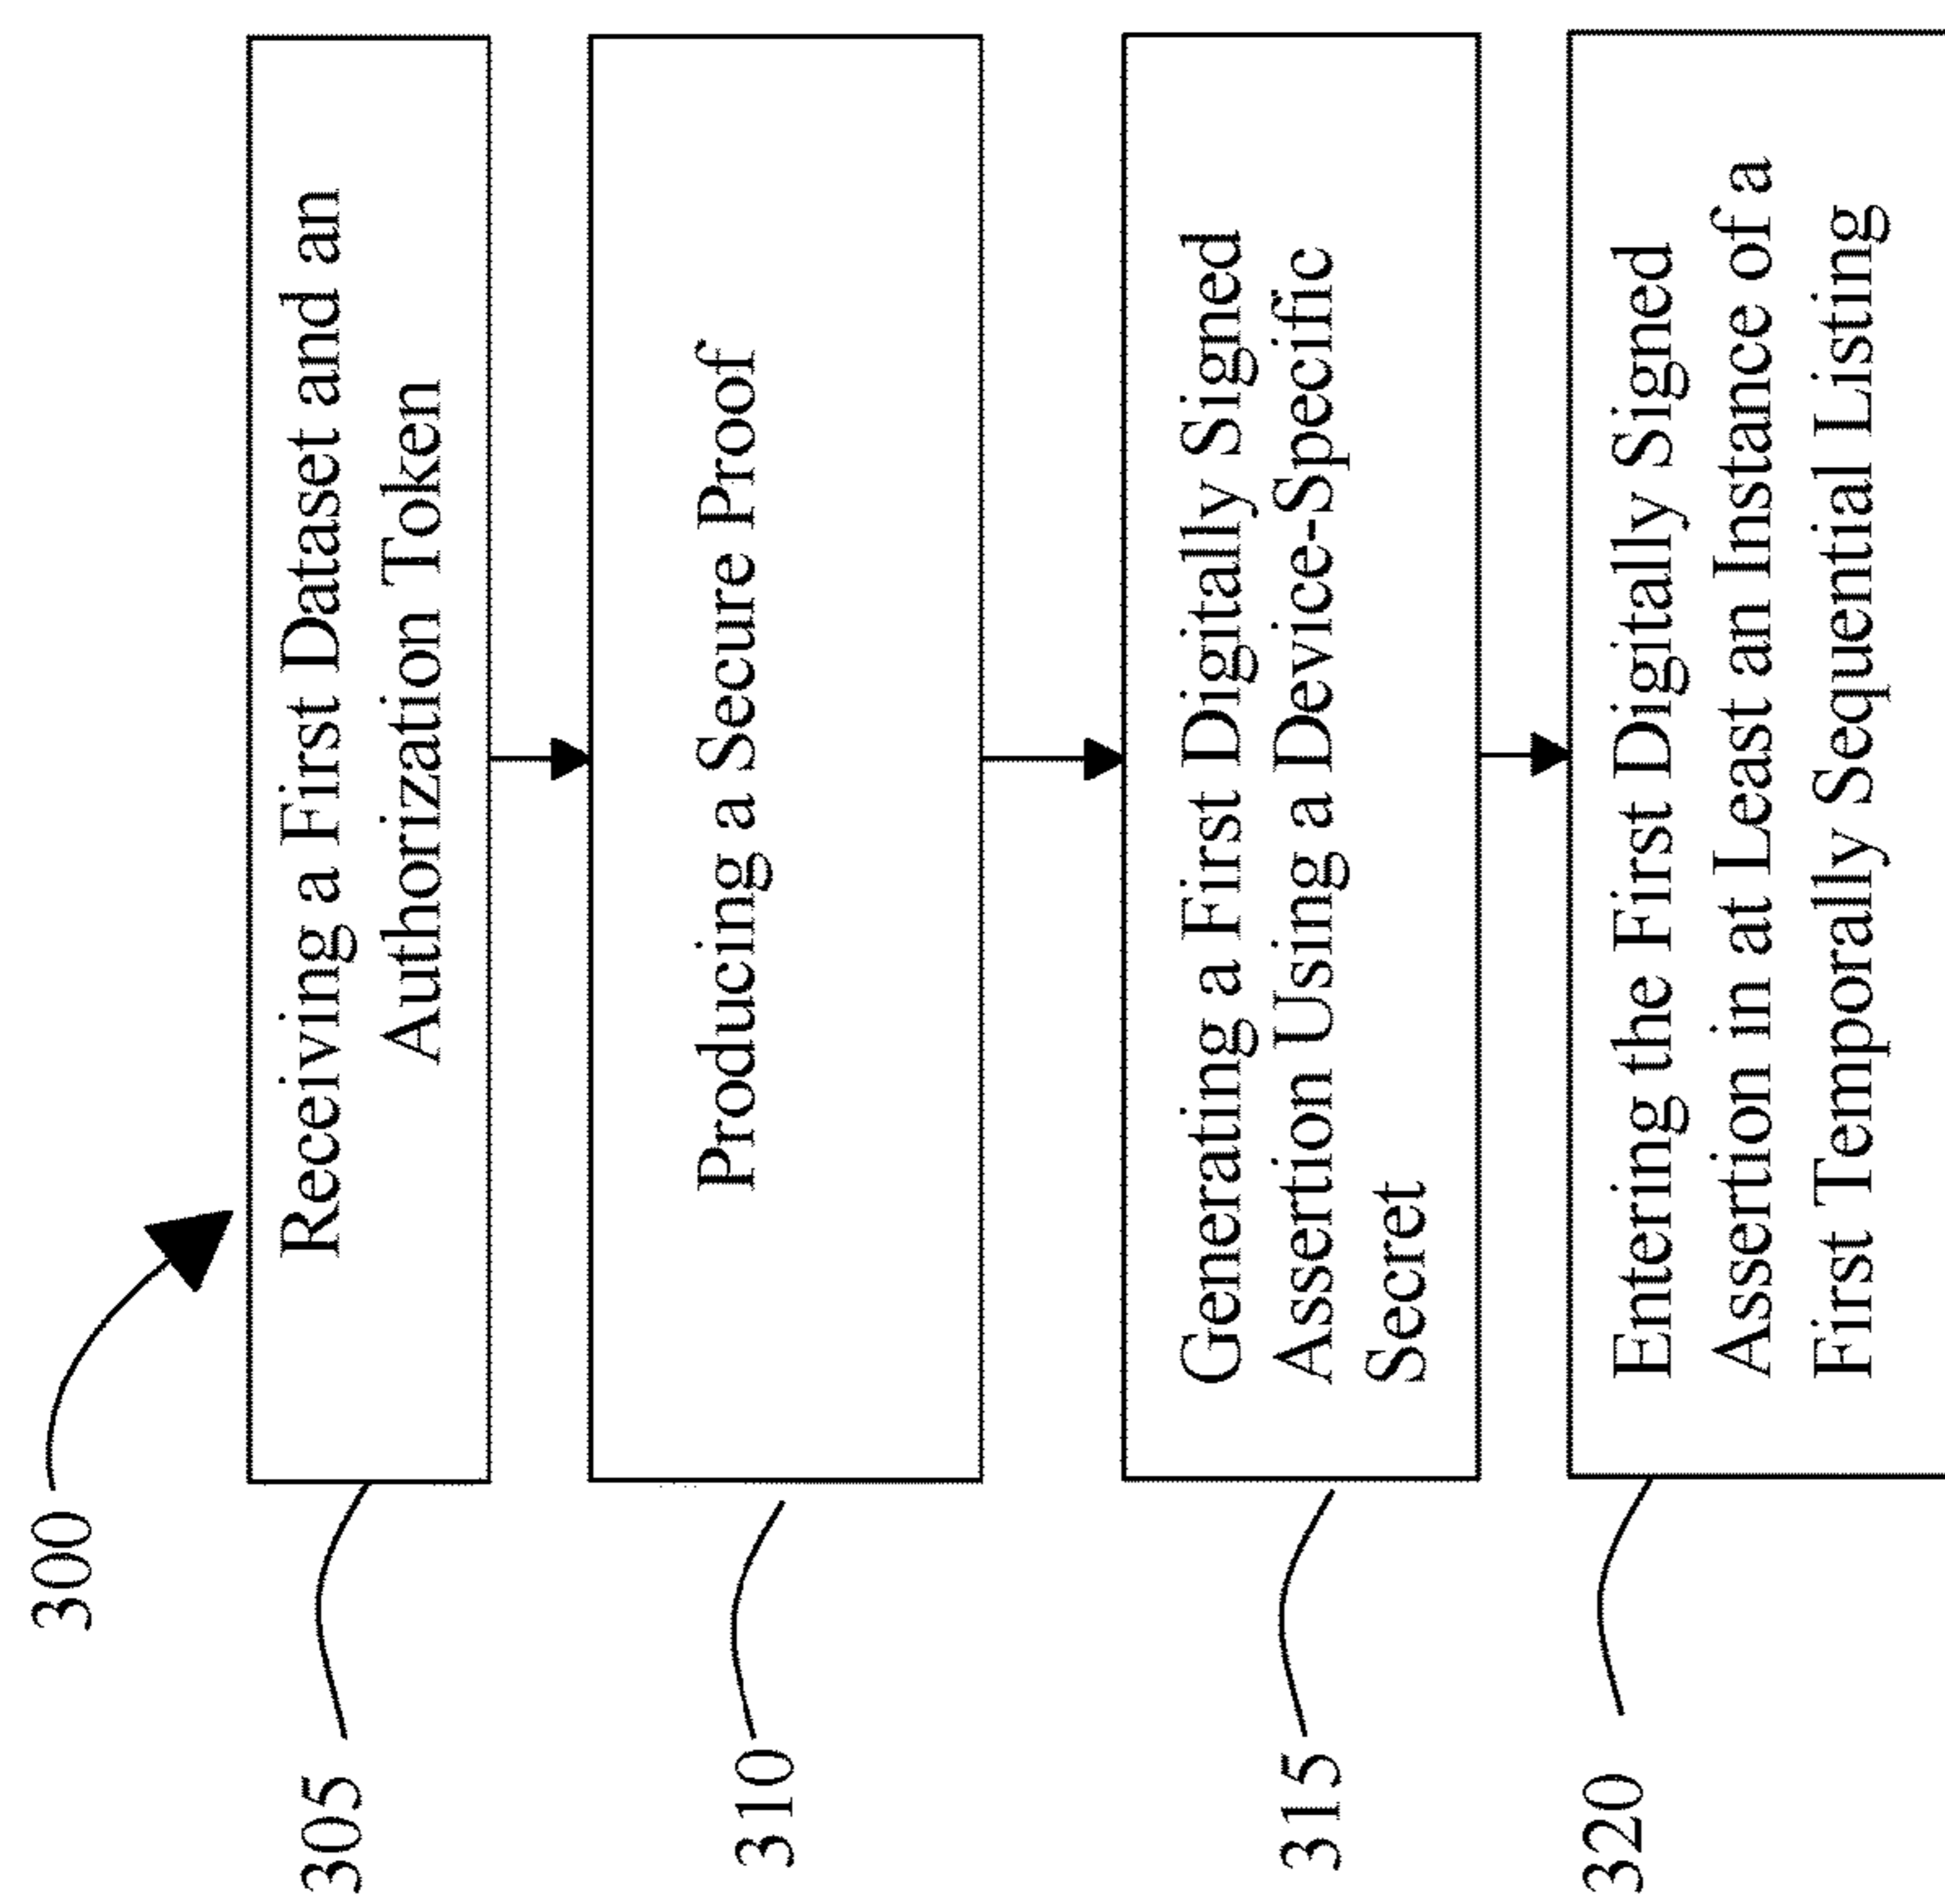 300
305
Receiving a First Dataset and an
Authorization Token
310
Producing a Secure Proof
315
Generating a First Digitally Signed
Assertion Using a Device-Specific
Secret
320
Entering the First Digitally Signed
Assertion in at Least an Instance of a
First Temporally Sequential Listing